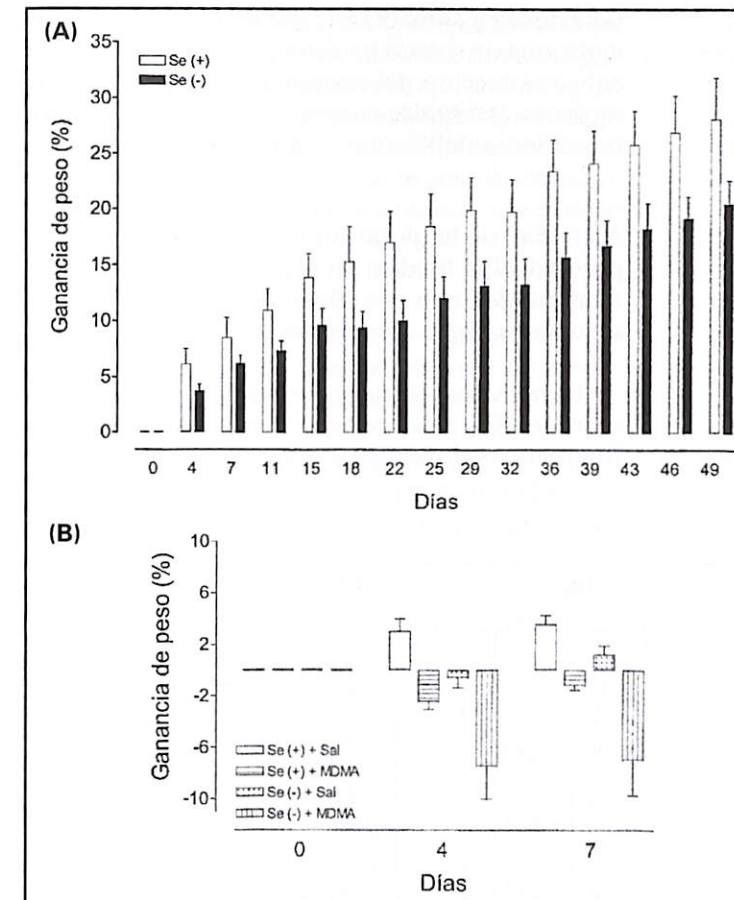 (A)
35
30
25
20
15
10
5
0
Ganancia de peso (%)
Se (+)
Se (-)
0 4 7 11 15 18 22 25 29 32 36 39 43 46 49
Días
(B)
10
6
2
-2
-6
-10
Ganancia de peso (%)
Se (+) + Sal
Se (+) + MDMA
Se (-) + Sal
Se (-) + MDMA
0 4 7
Días